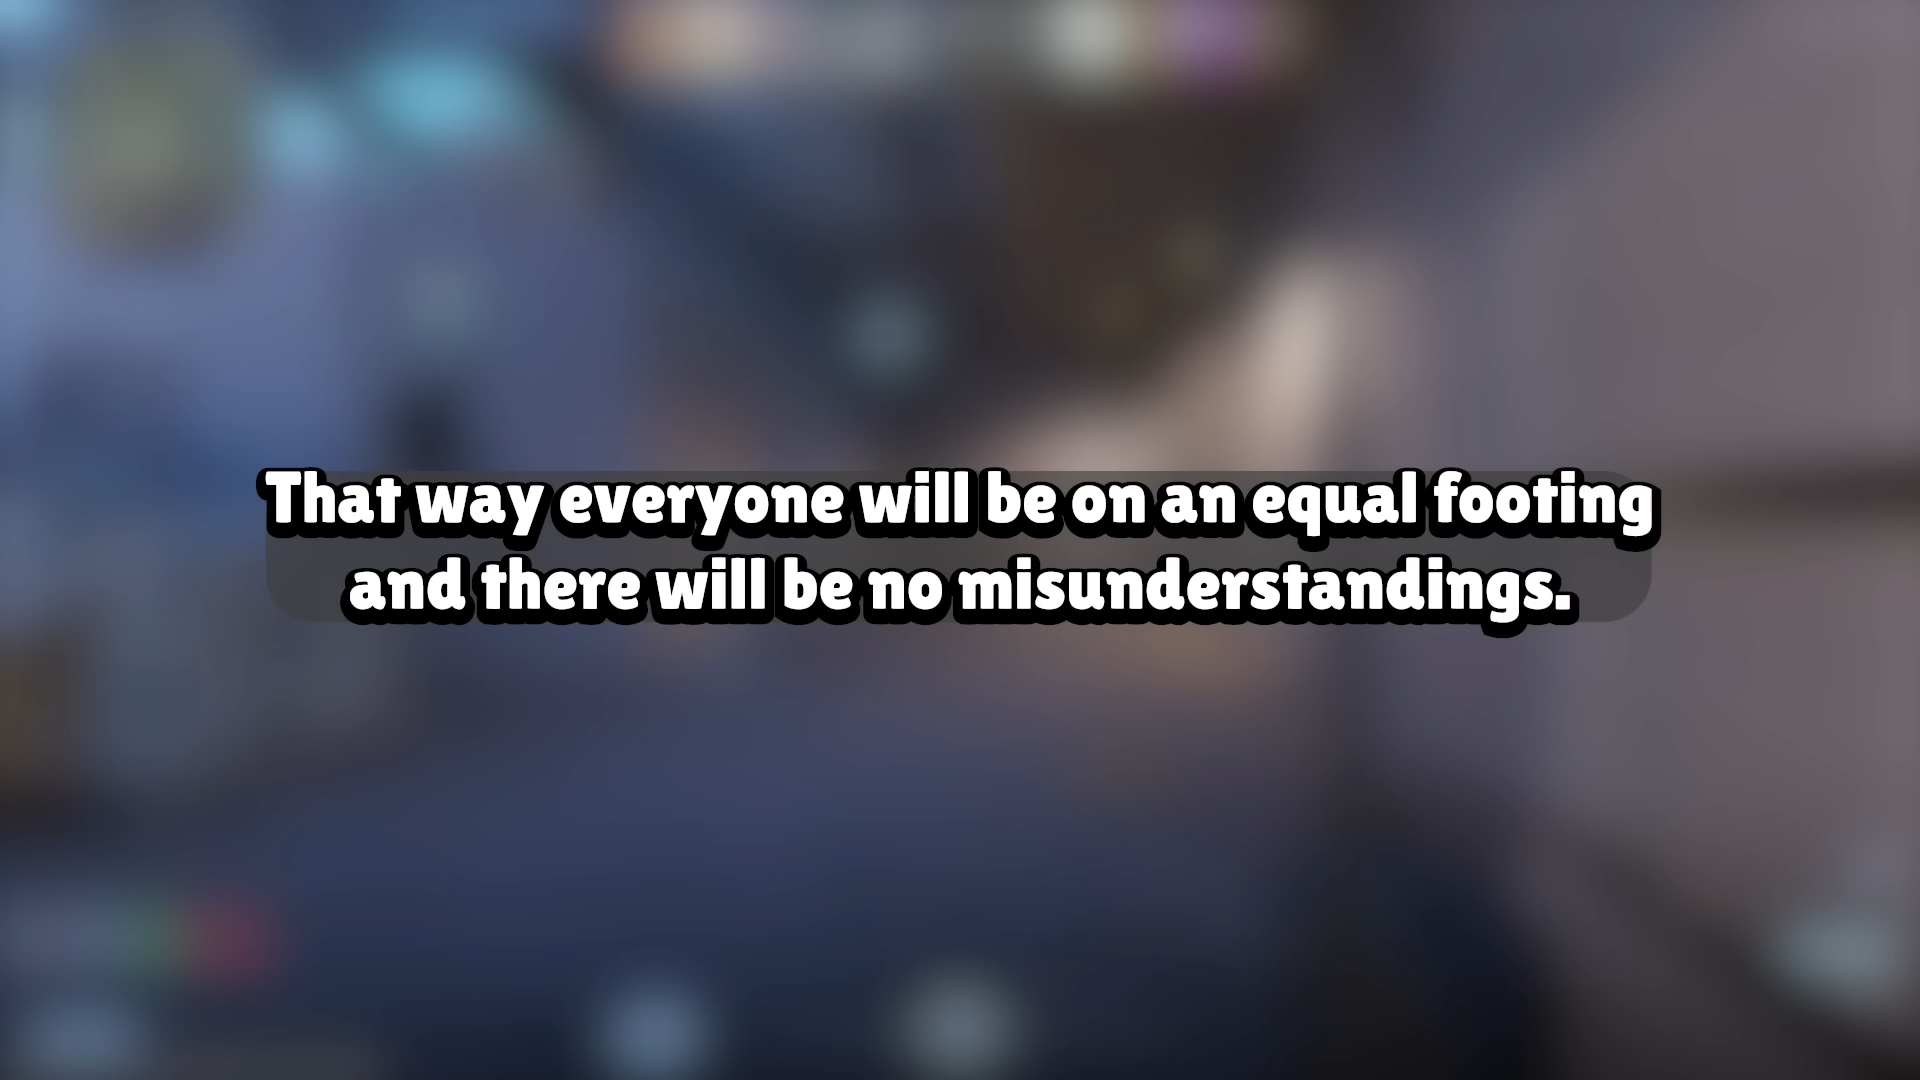 That way everyone will be on an equal footing
and there will be no misunderstandings.